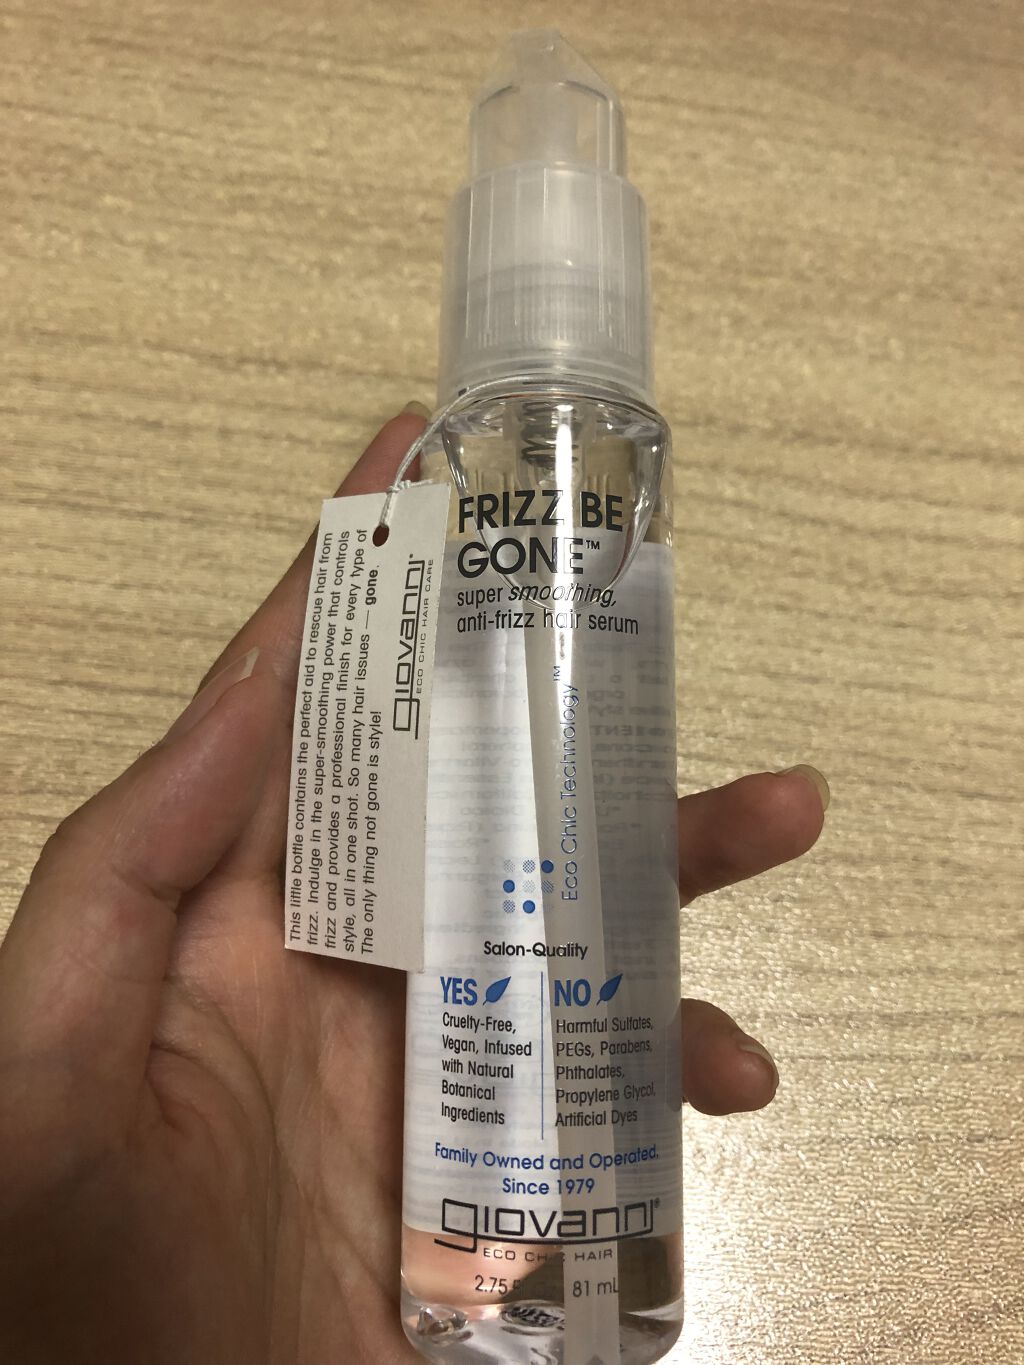 FRIZZ BE
GONE™
super smoothing,
anti-frizz hair serum
Eco Chic Technology™
Salon-Quality
YES
Cruelty-Free,
Vegan, Infused
with Natural
Botanical
Ingredients
NO
Harmful Sulfates,
PEGs, Parabens,
Phthalates,
Propylene Glycol,
Artificial Dyes
Family Owned and Operated,
Since 1979
giovanni®
ECO CHIC HAIR
2.75 81 mL
This little bottle contains the perfect aid to rescue hair from
frizz. Indulge in the super-smoothing power that controls
frizz and provides a professional finish for every type of
style, all in one shot. So many hair issues — gone.
The only thing not gone is style!
giovanni®
ECO CHIC HAIR CARE